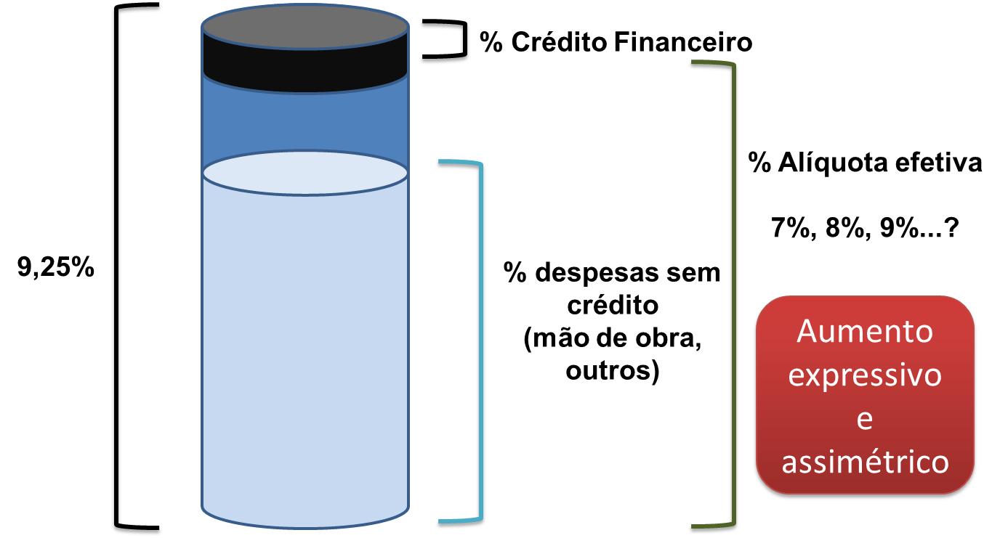 % Crédito Financeiro
% Alíquota efetiva
7%, 8%, 9%...?
9,25%
% despesas sem
crédito
(mão de obra,
outros)
Aumento
expressivo
e
assimétrico